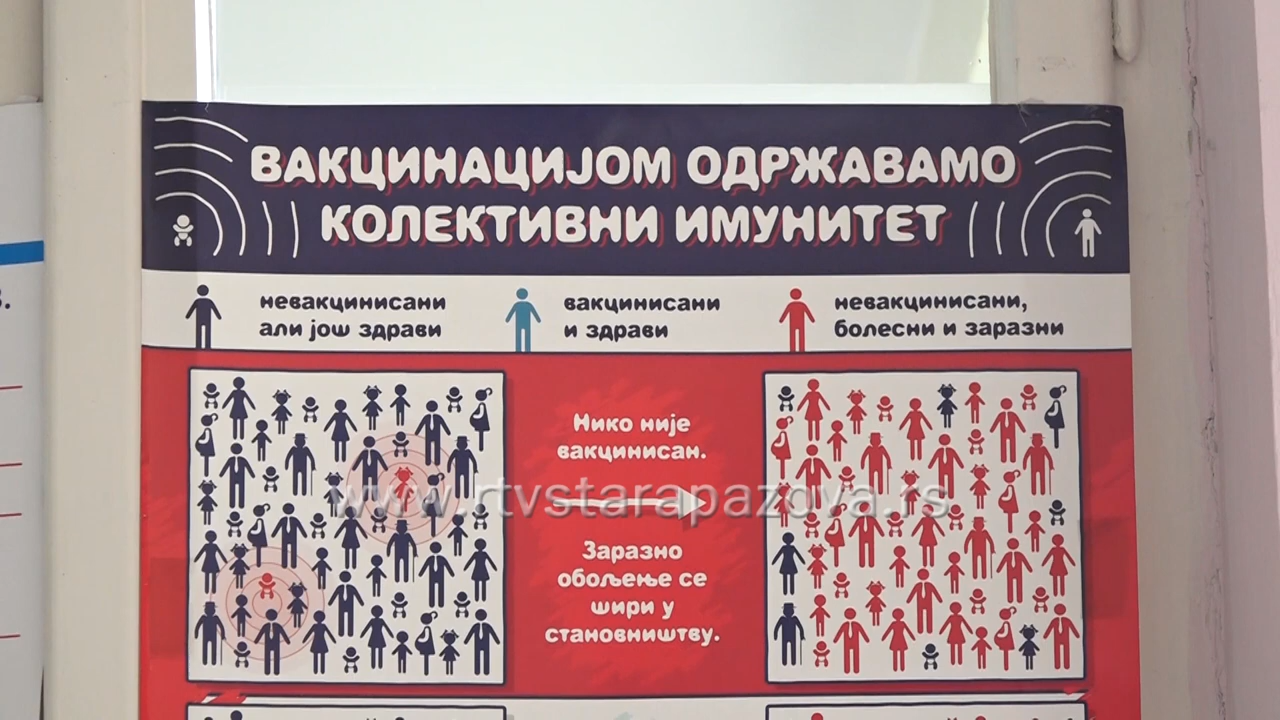 ВАКЦИНАЦИЈОМ ОДРЖАВАМО
КОЛЕКТИВНИ ИМУНИТЕТ
невакцинисани
али још здрави
вакцинисани
и здрави
невакцинисани,
болесни и заразни
Нико није
вакцинисан.
www.rtvstarapazova.rs
Заразно
обољење се
шири у
становништву.